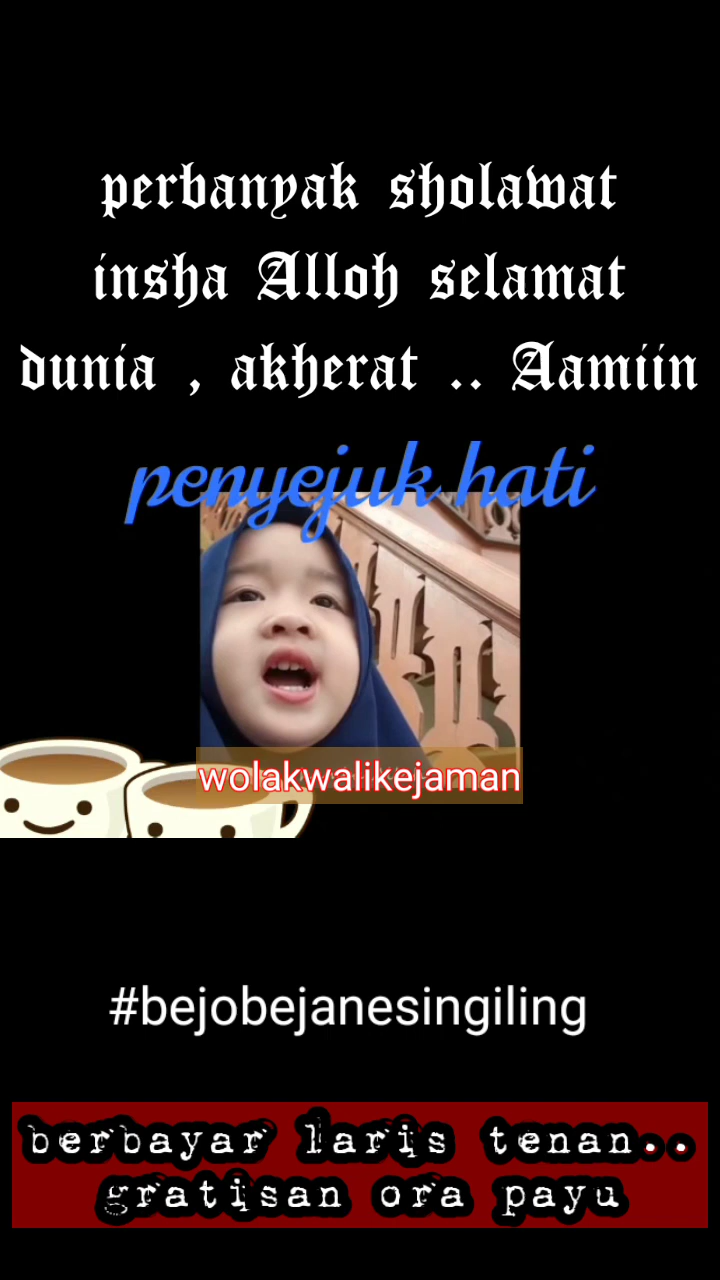 perbanyak sholawat
insha Alloh selamat
dunia , akherat .. Aamiin
penyejuk hati
wolakwalikejaman
#bejobejanesingiling
berbayar laris tenan..
gratisan ora payu